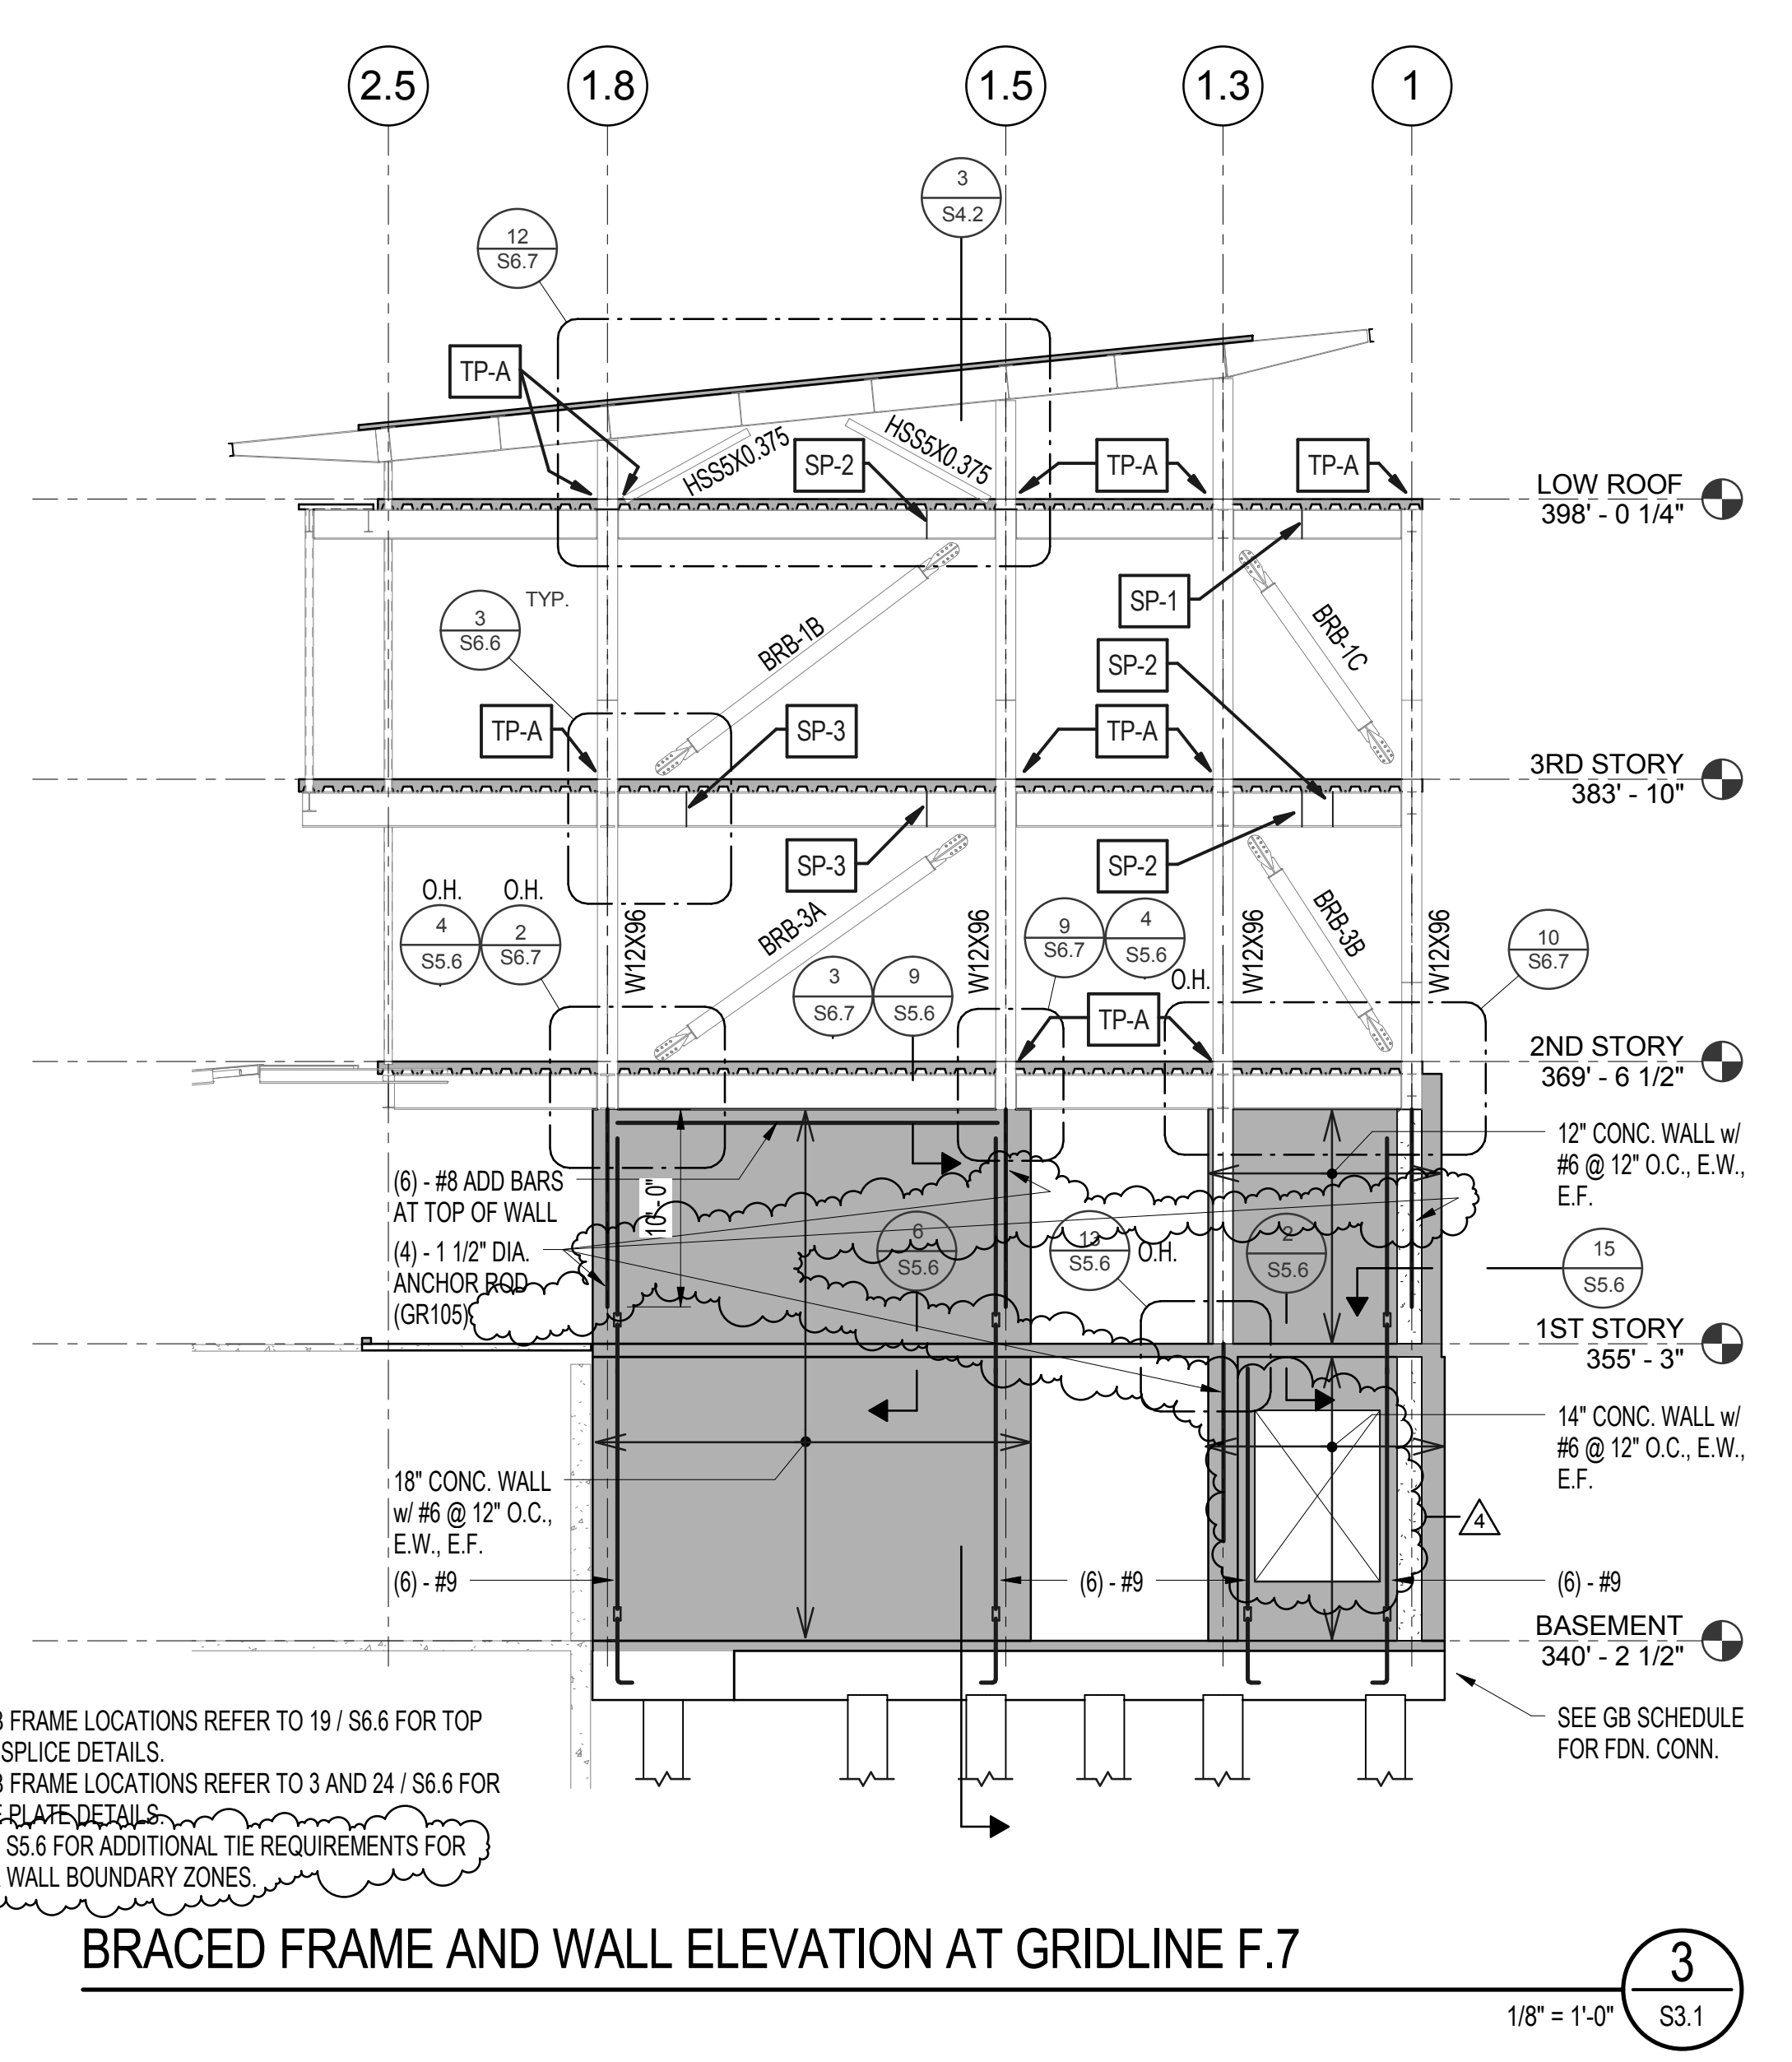 2.5
1.8
1.5
1.3
1
3
S4.2
12
S6.7
TP-A
HSS5X0.375
SP-2
HSS5X0.375
TP-A
TP-A
LOW ROOF
398' - 0 1/4"
3
S6.6
TYP.
BRB-1B
SP-1
BRB-1C
SP-2
TP-A
SP-3
TP-A
3RD STORY
383' - 10"
SP-3
SP-2
O.H.
4
S5.6
O.H.
2
S6.7
W12X96
BRB-3A
3
S6.7
9
S5.6
W12X96
9
S6.7
4
S5.6
O.H.
W12X96
BRB-3B
W12X96
10
S6.7
TP-A
2ND STORY
369' - 6 1/2"
12" CONC. WALL w/
#6 @ 12" O.C., E.W.,
E.F.
(6) - #8 ADD BARS
AT TOP OF WALL
10'-0"
(4) - 1 1/2" DIA.
ANCHOR ROD
(GR105)
6
S5.6
13
S5.6
O.H.
2
S5.6
15
S5.6
1ST STORY
355' - 3"
14" CONC. WALL w/
#6 @ 12" O.C., E.W.,
E.F.
18" CONC. WALL
w/ #6 @ 12" O.C.,
E.W., E.F.
4
(6) - #9
(6) - #9
(6) - #9
BASEMENT
340' - 2 1/2"
SEE GB SCHEDULE
FOR FDN. CONN.
FRAME LOCATIONS REFER TO 19 / S6.6 FOR TOP
SPLICE DETAILS.
FRAME LOCATIONS REFER TO 3 AND 24 / S6.6 FOR
PLATE DETAILS.
S5.6 FOR ADDITIONAL TIE REQUIREMENTS FOR
WALL BOUNDARY ZONES.
BRACED FRAME AND WALL ELEVATION AT GRIDLINE F.7
1/8" = 1'-0"
3
S3.1